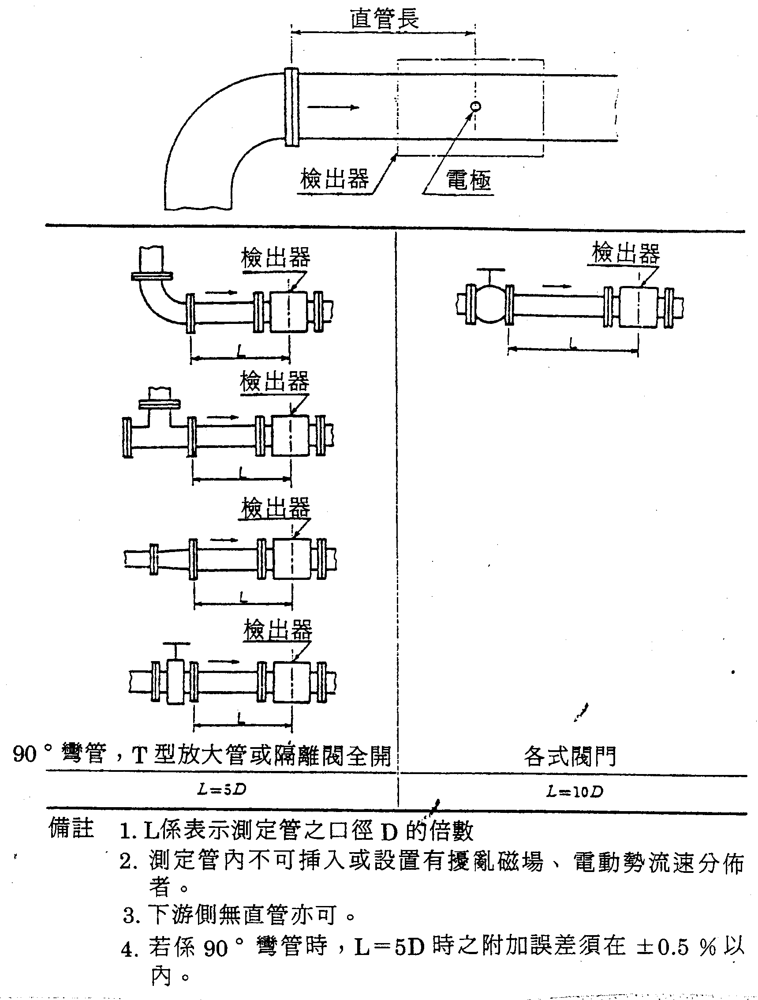 直管長
檢出器
電極
檢出器
檢出器
L
L
檢出器
L
檢出器
L
檢出器
L
90°彎管，T型放大管或隔離閥全開
各式閥門
L=5D
L=10D
備註 1. L係表示測定管之口徑 D 的倍數
2. 測定管內不可挿入或設置有擾亂磁場、電動勢流速分佈
者。
3. 下游側無直管亦可。
4. 若係 90° 彎管時，L＝5D 時之附加誤差須在 ±0.5 % 以
內。